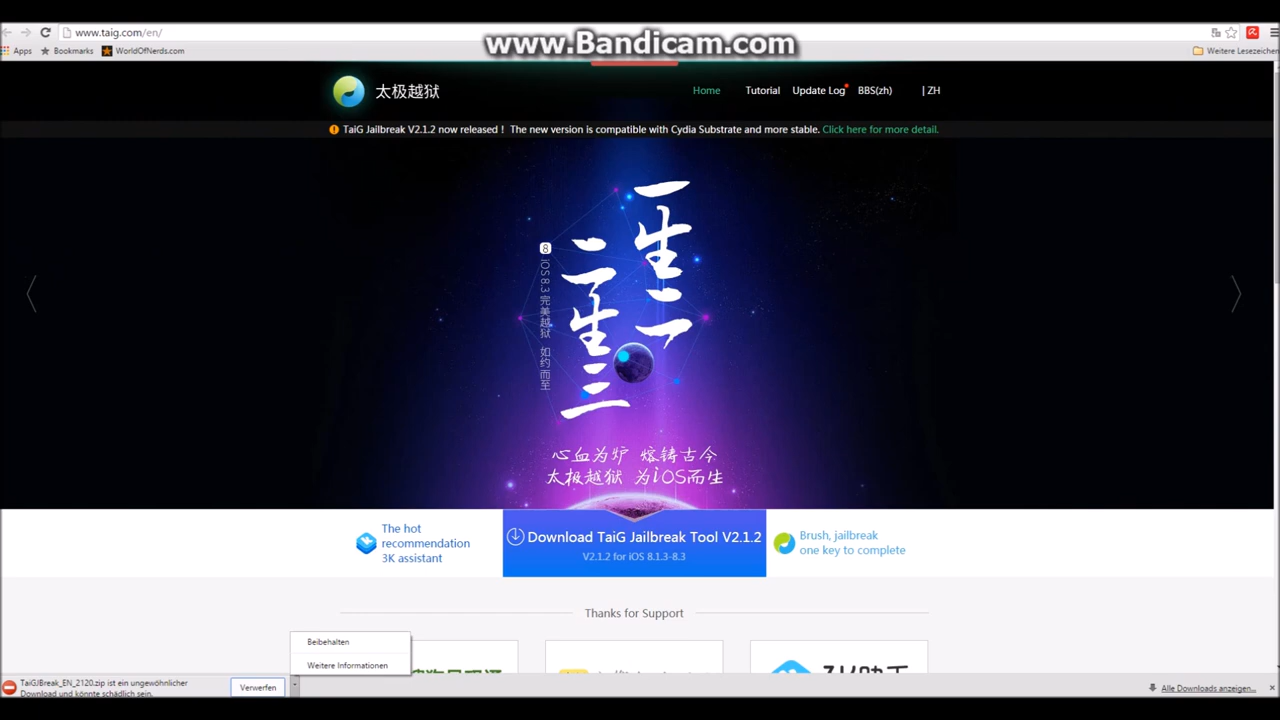 www.Bandicam.com
www.taig.com/en/
Apps
Bookmarks
WorldOfNerds.com
Weitere Lesezeichen
太极越狱
Home
Tutorial
Update Log
BBS(zh)
| ZH
TaiG Jailbreak V2.1.2 now released ! The new version is compatible with Cydia Substrate and more stable. Click here for more detail.
一生二
二生三
8
iOS8.3 完美越狱 如约而至
心血为炉 熔铸古今
太极越狱 为iOS而生
The hot
recommendation
3K assistant
Download TaiG Jailbreak Tool V2.1.2
V2.1.2 for iOS 8.1.3-8.3
Brush, jailbreak
one key to complete
Thanks for Support
Beibehalten
Weitere Informationen
TaiGJBreak_EN_2120.zip ist ein ungewöhnlicher
Download und könnte schädlich sein.
Verwerfen
Alle Downloads anzeigen...